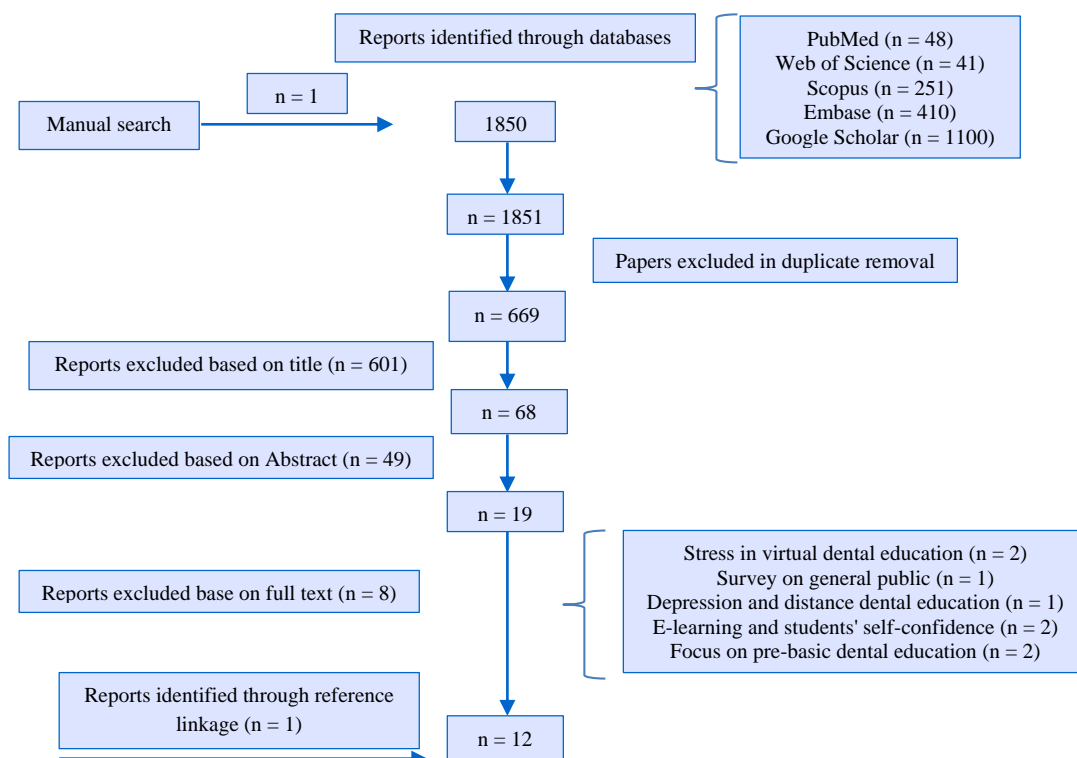 Reports identified through databases
PubMed (n = 48)
Web of Science (n = 41)
Scopus (n = 251)
Embase (n = 410)
Google Scholar (n = 1100)
n = 1
Manual search
1850
n = 1851
Papers excluded in duplicate removal
n = 669
Reports excluded based on title (n = 601)
n = 68
Reports excluded based on Abstract (n = 49)
n = 19
Stress in virtual dental education (n = 2)
Survey on general public (n = 1)
Depression and distance dental education (n = 1)
E-learning and students' self-confidence (n = 2)
Focus on pre-basic dental education (n = 2)
Reports excluded base on full text (n = 8)
Reports identified through reference
linkage (n = 1)
n = 12